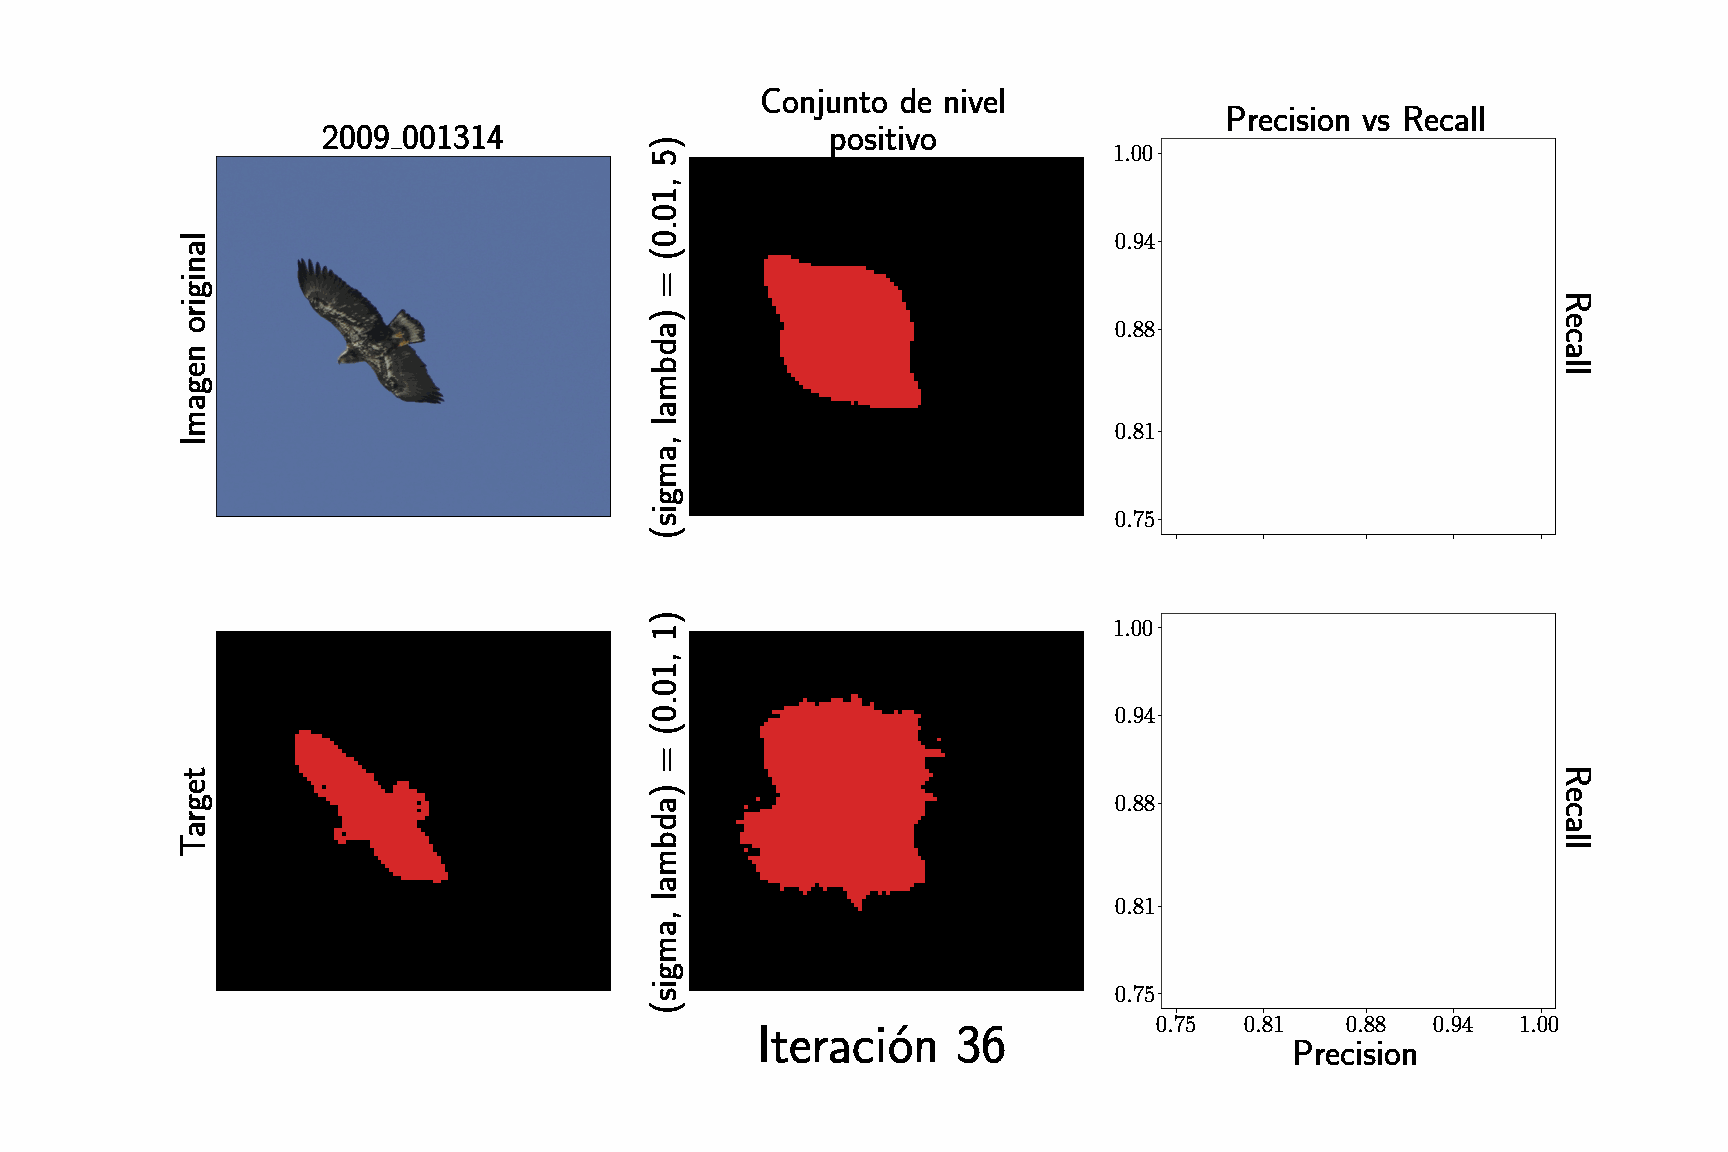 2009_001314
Imagen original
Conjunto de nivel
positivo
(sigma, lambda) = (0.01, 5)
Precision vs Recall
1.00
0.94
0.88
0.81
0.75
Recall
Target
(sigma, lambda) = (0.01, 1)
Iteración 36
1.00
0.94
0.88
0.81
0.75
Recall
0.75 0.81 0.88 0.94 1.00
Precision